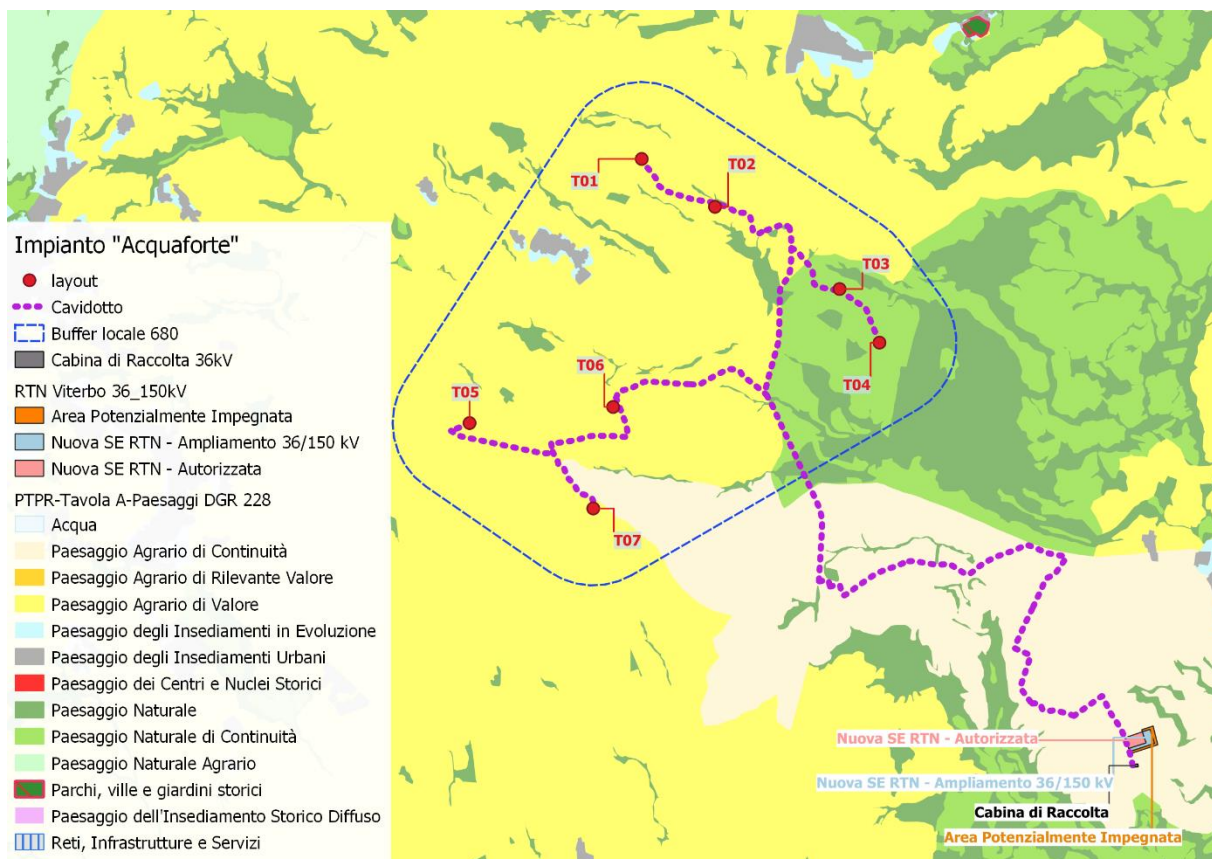 T01
T02
T03
T04
T05
T06
T07
Impianto "Acquaforte"
layout
Cavidotto
Buffer locale 680
Cabina di Raccolta 36kV
RTN Viterbo 36_150kV
Area Potenzialmente Impegnata
Nuova SE RTN - Ampliamento 36/150 kV
Nuova SE RTN - Autorizzata
PTPR-Tavola A-Paesaggi DGR 228
Acqua
Paesaggio Agrario di Continuità
Paesaggio Agrario di Rilevante Valore
Paesaggio Agrario di Valore
Paesaggio degli Insediamenti in Evoluzione
Paesaggio degli Insediamenti Urbani
Paesaggio dei Centri e Nuclei Storici
Paesaggio Naturale
Paesaggio Naturale di Continuità
Paesaggio Naturale Agrario
Parchi, ville e giardini storici
Paesaggio dell'Insediamento Storico Diffuso
Reti, Infrastrutture e Servizi
Nuova SE RTN - Autorizzata
Nuova SE RTN - Ampliamento 36/150 kV
Cabina di Raccolta
Area Potenzialmente Impegnata